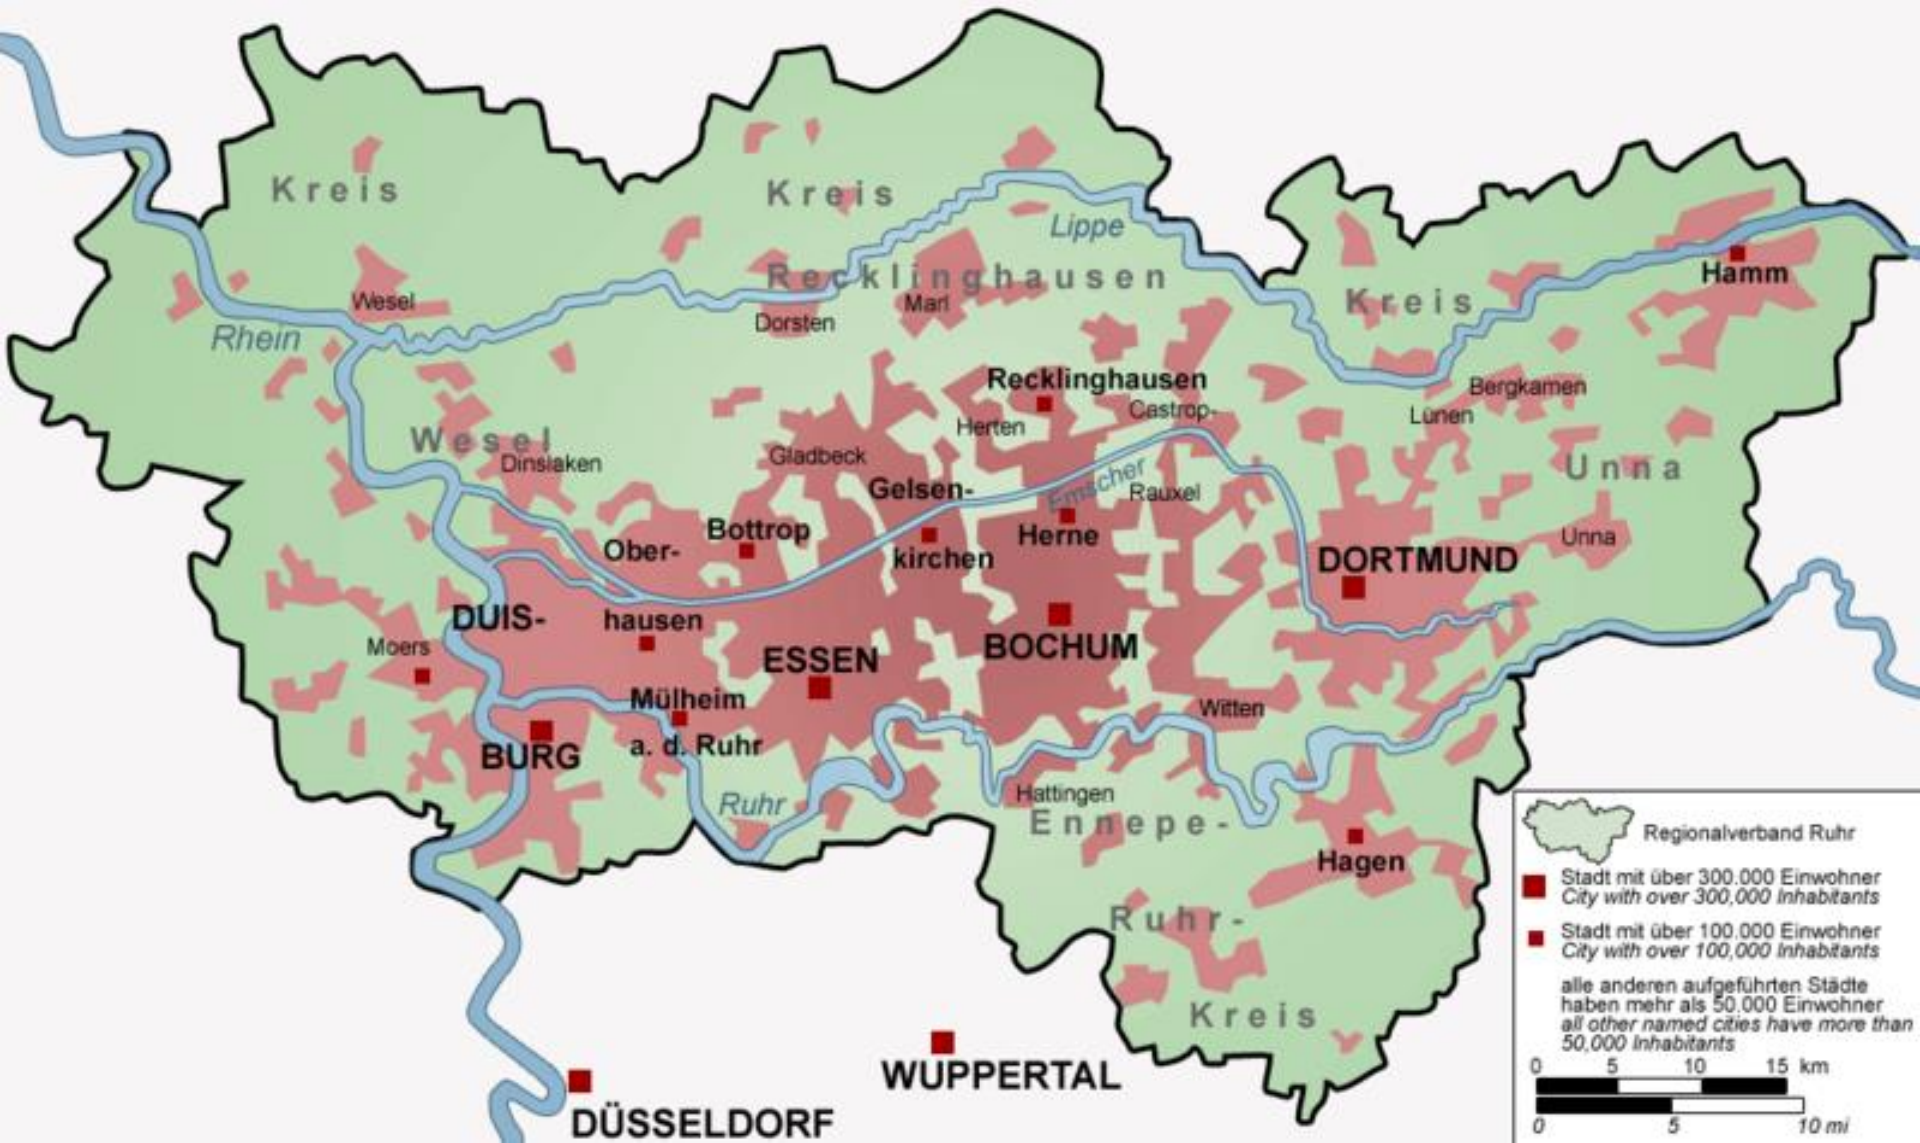 Kreis
Kreis
Lippe
Recklinghausen
Hamm
Wesel
Marl
Kreis
Dorsten
Rhein
Recklinghausen
Bergkamen
Castrop-
Lünen
Herten
Wesel
Gladbeck
Dinslaken
Unna
Gelsen-
Emscher
Rauxel
Bottrop
Herne
Unna
Ober-
kirchen
DORTMUND
DUIS-
hausen
Moers
BOCHUM
ESSEN
Mülheim
Witten
a. d. Ruhr
BURG
Hattingen
Ruhr
Ennepe-
Hagen
Ruhr-
Kreis
WUPPERTAL
DÜSSELDORF
Regionalverband Ruhr
Stadt mit über 300.000 Einwohner
City with over 300,000 Inhabitants
Stadt mit über 100.000 Einwohner
City with over 100,000 Inhabitants
alle anderen aufgeführten Städte
haben mehr als 50.000 Einwohner
all other named cities have more than
50,000 Inhabitants
0 5 10 15 km
0 5 10 mi